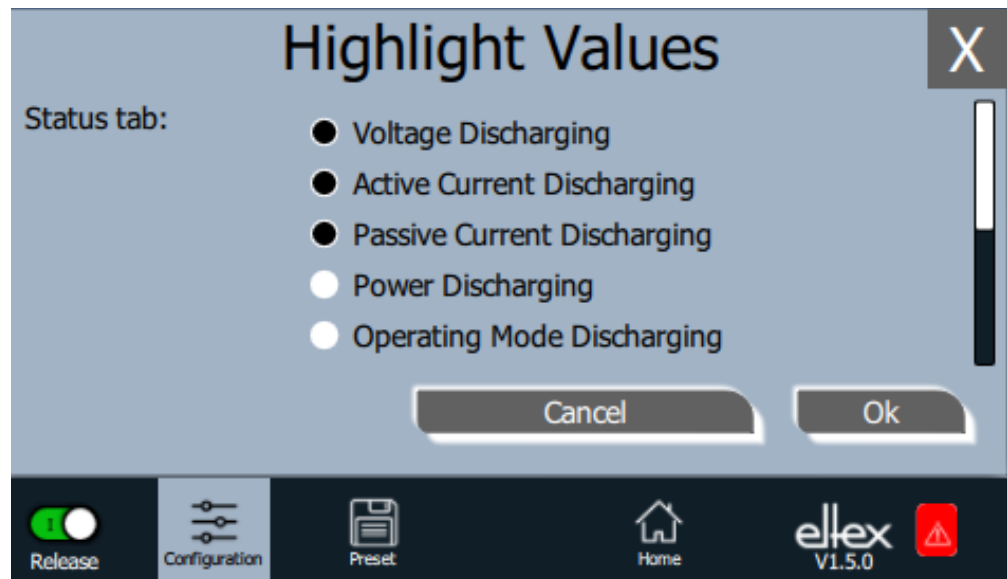 Highlight Values
X
Status tab:
Voltage Discharging
Active Current Discharging
Passive Current Discharging
Power Discharging
Operating Mode Discharging
Cancel
Ok
I
Release
Configuration
Preset
Home
eltex
V1.5.0